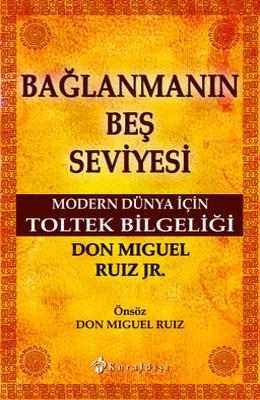 BAĞLANMANIN
BEŞ
SEVİYESİ
MODERN DÜNYA İÇİN
TOLTEK BİLGELİĞİ
DON MIGUEL
RUIZ JR.
Önsöz
DON MIGUEL RUIZ
Kuraldışı